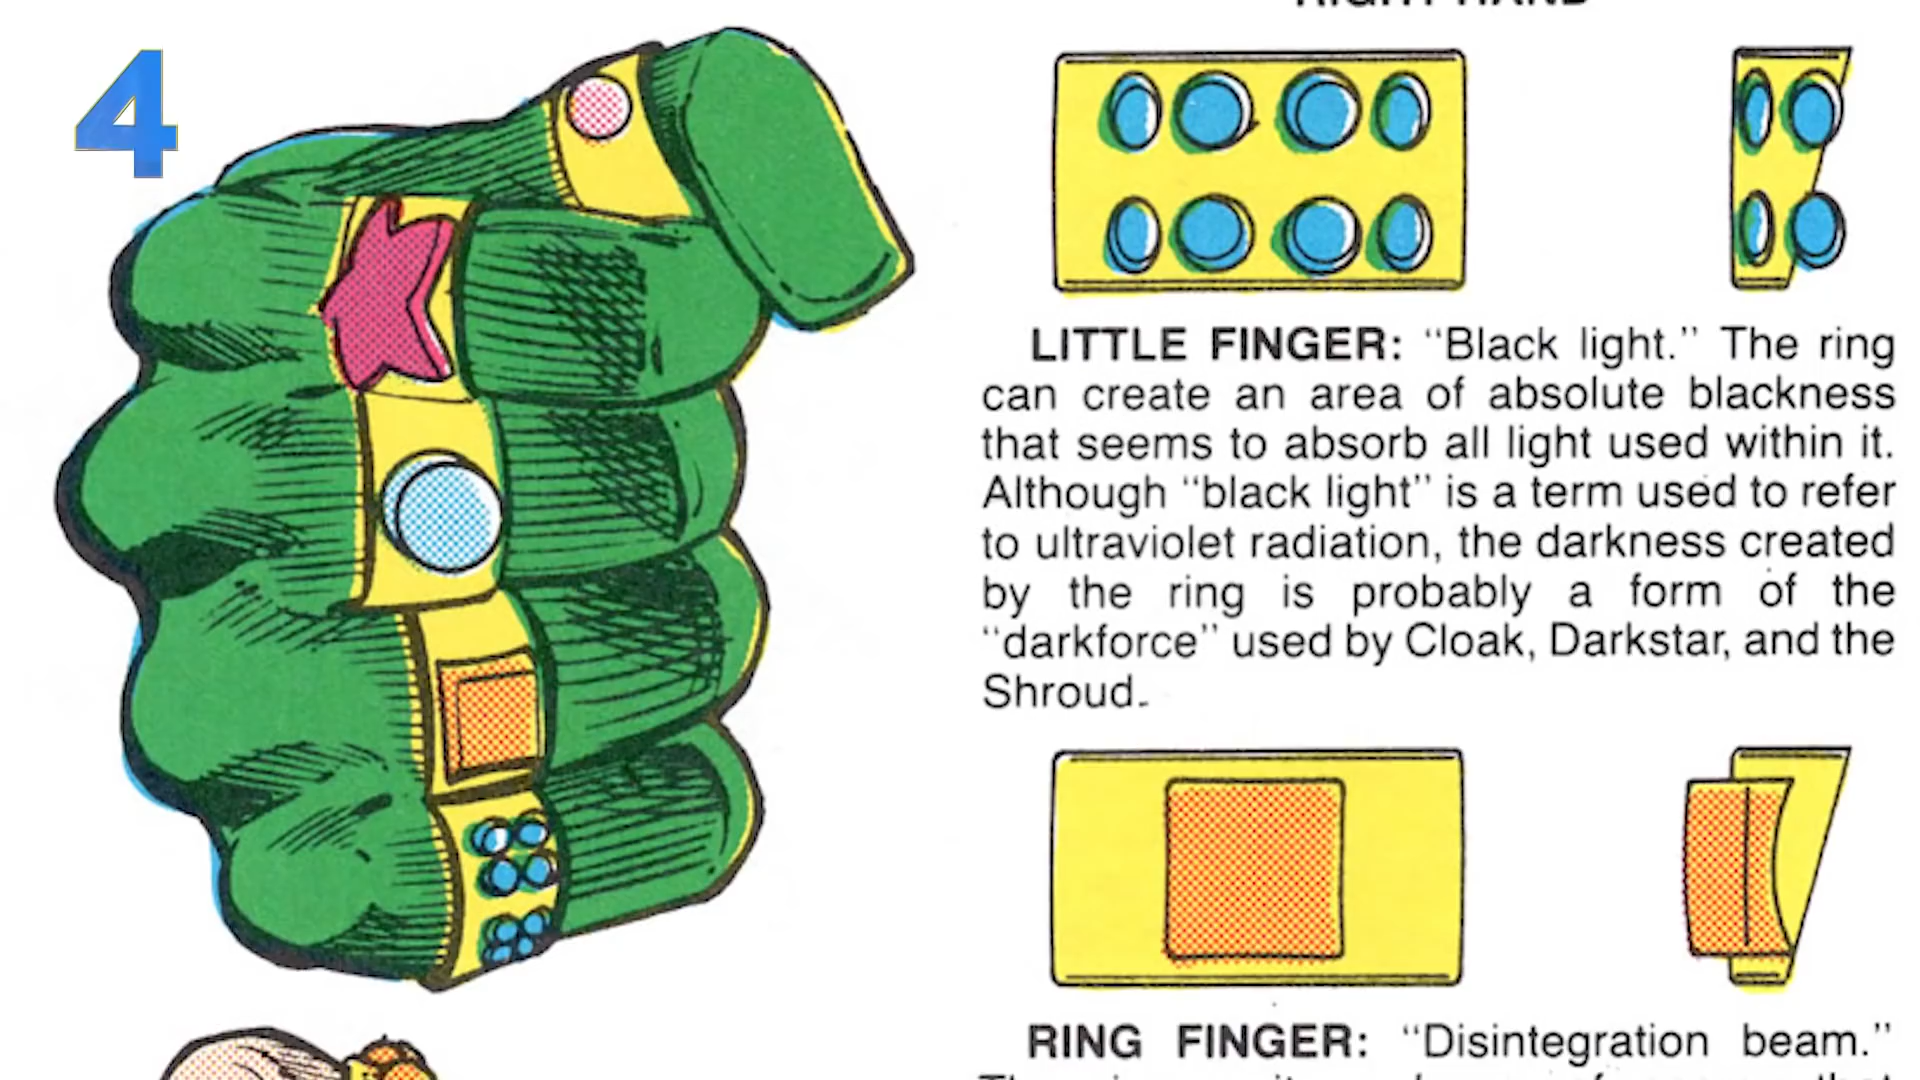 4
RIGHT HAND
LITTLE FINGER: “Black light.” The ring
can create an area of absolute blackness
that seems to absorb all light used within it.
Although “black light” is a term used to refer
to ultraviolet radiation, the darkness created
by the ring is probably a form of the
“darkforce” used by Cloak, Darkstar, and the
Shroud.
RING FINGER: “Disintegration beam.”